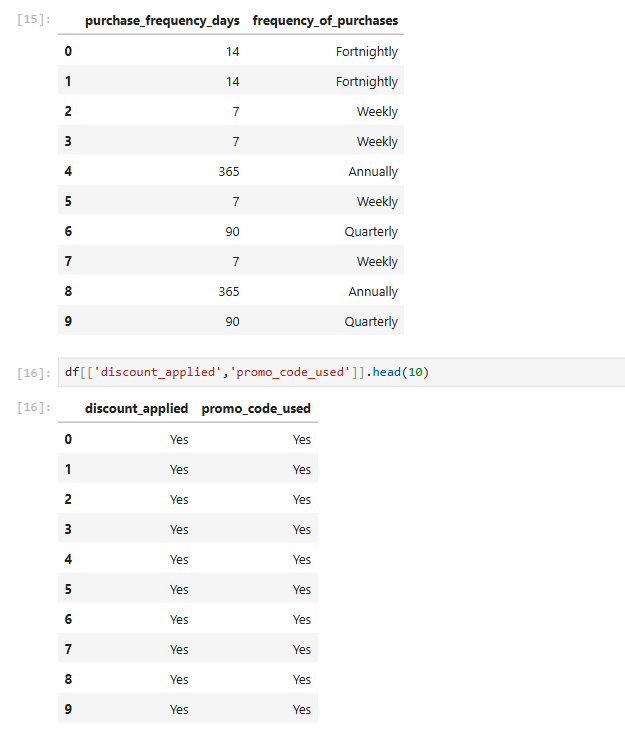 [15]: purchase_frequency_days frequency_of_purchases
0 14 Fortnightly
1 14 Fortnightly
2 7 Weekly
3 7 Weekly
4 365 Annually
5 7 Weekly
6 90 Quarterly
7 7 Weekly
8 365 Annually
9 90 Quarterly
[16]: df[['discount_applied','promo_code_used']].head(10)
[16]: discount_applied promo_code_used
0 Yes Yes
1 Yes Yes
2 Yes Yes
3 Yes Yes
4 Yes Yes
5 Yes Yes
6 Yes Yes
7 Yes Yes
8 Yes Yes
9 Yes Yes